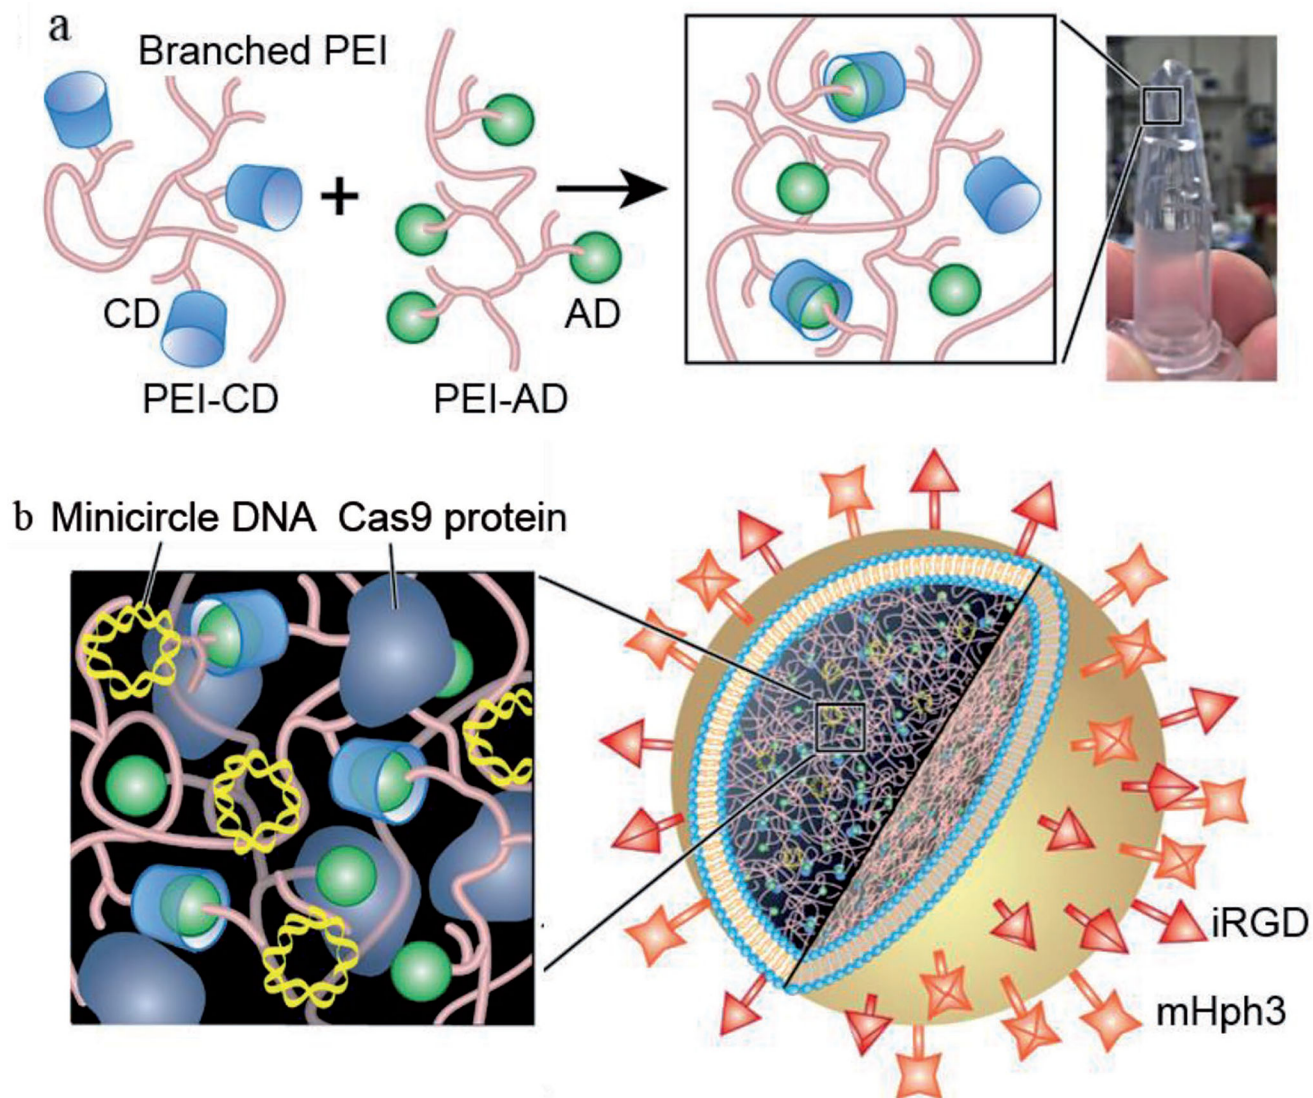 a
Branched PEI
+
CD
AD
PEI-CD
PEI-AD
b Minicircle DNA Cas9 protein
iRGD
mHph3